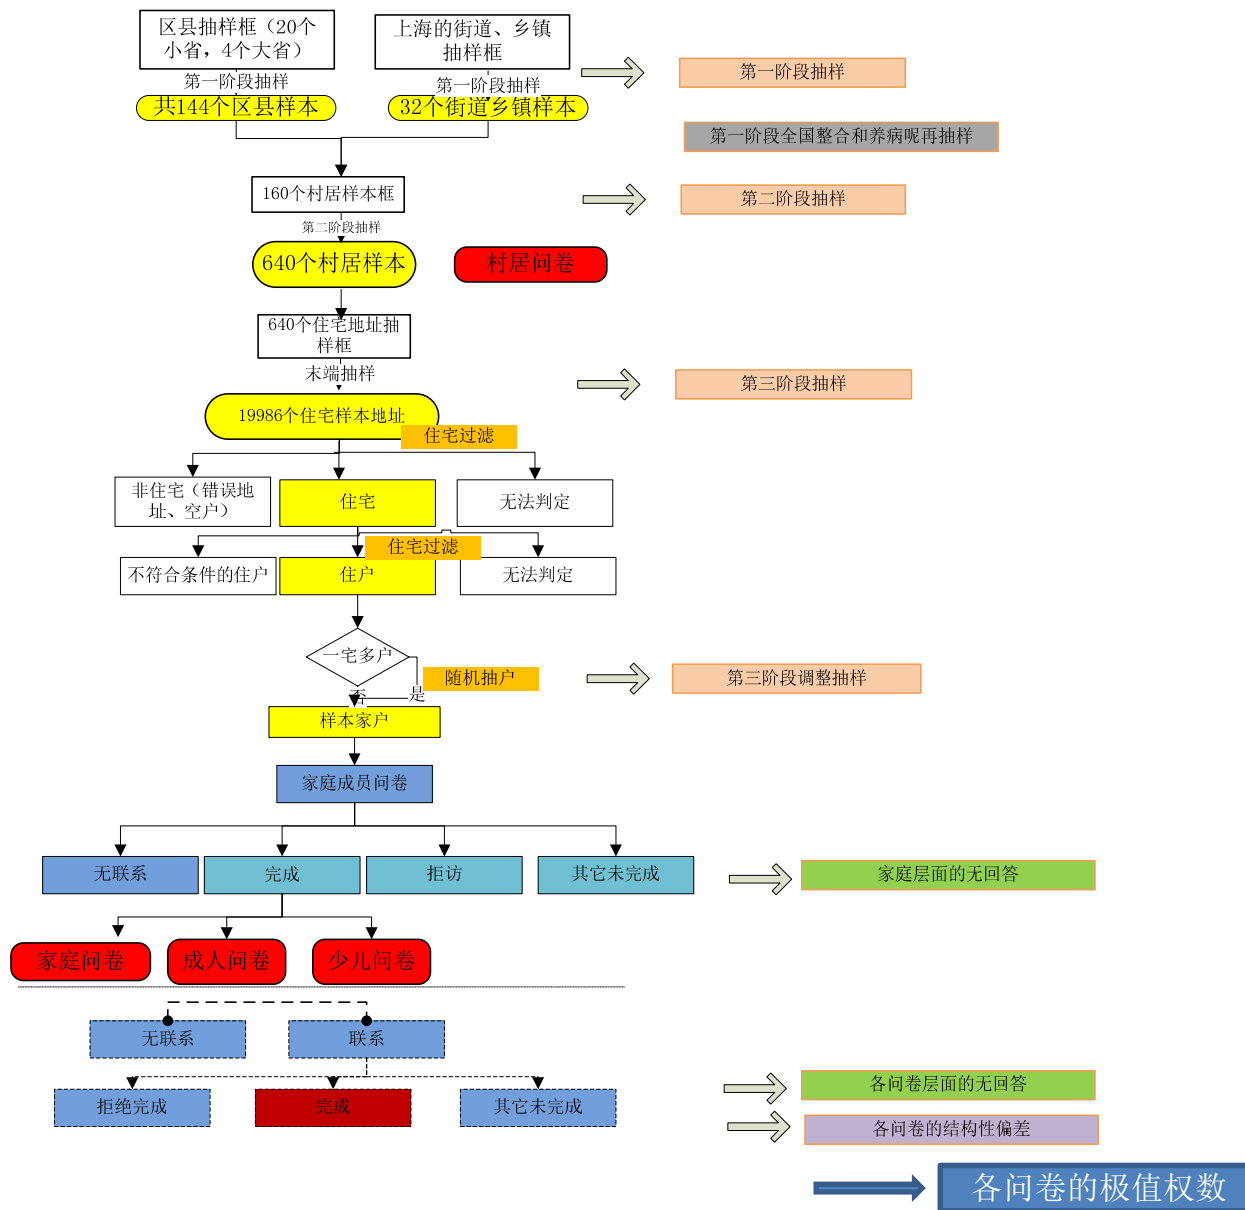 区县抽样框（20个
小省，4个大省）
上海的街道、乡镇
抽样框
第一阶段抽样
第一阶段抽样
第一阶段抽样
共144个区县样本
32个街道乡镇样本
第一阶段全国整合和养病呢再抽样
160个村居样本框
第二阶段抽样
第二阶段抽样
640个村居样本
村居问卷
640个住宅地址抽
样框
末端抽样
第三阶段抽样
19986个住宅样本地址
住宅过滤
非住宅（错误地
址、空户）
住宅
无法判定
住宅过滤
不符合条件的住户
住户
无法判定
一宅多户
随机抽户
第三阶段调整抽样
否
是
样本家户
家庭成员问卷
无联系
完成
拒访
其它未完成
家庭层面的无回答
家庭问卷
成人问卷
少儿问卷
无联系
联系
各问卷层面的无回答
拒绝完成
完成
其它未完成
各问卷的结构性偏差
各问卷的极值权数